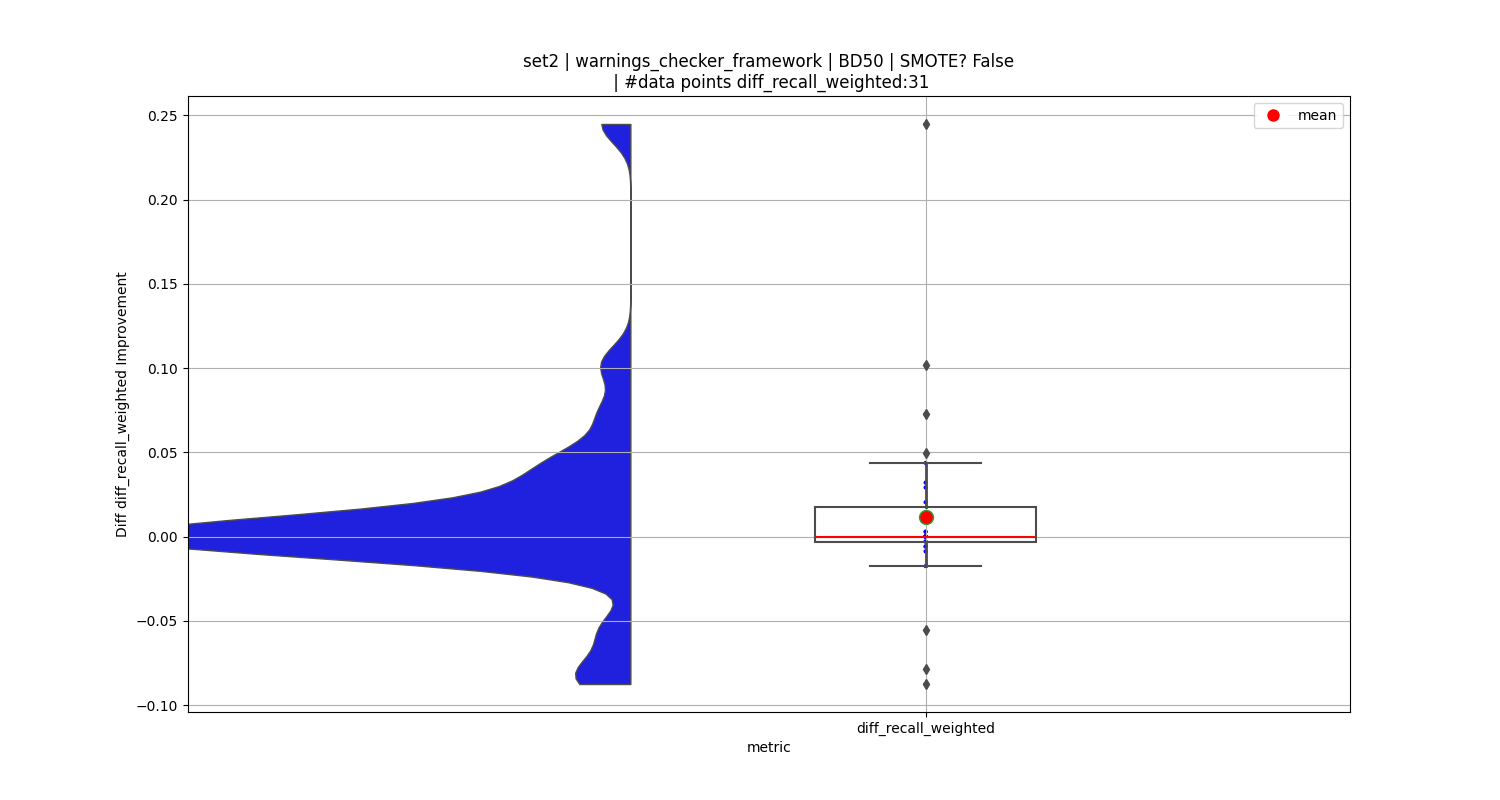 set2 | warnings_checker_framework | BD50 | SMOTE? False
| #data points diff_recall_weighted:31
mean
0.25
0.20
0.15
0.10
0.05
0.00
−0.05
−0.10
Diff diff_recall_weighted Improvement
diff_recall_weighted
metric